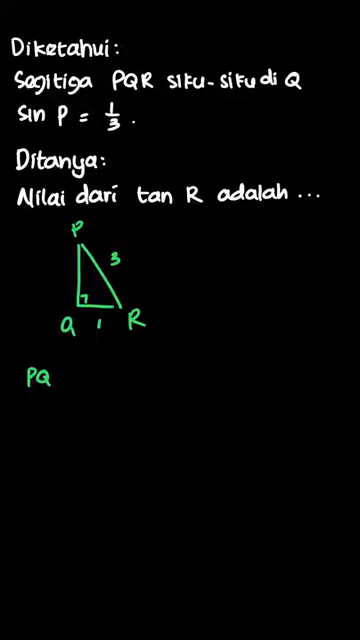 Diketahui:
Segitiga PQR siku-siku di Q
sin P = 1/3.
Ditanya:
Nilai dari tan R adalah ...
P
3
Q 1 R
PQ